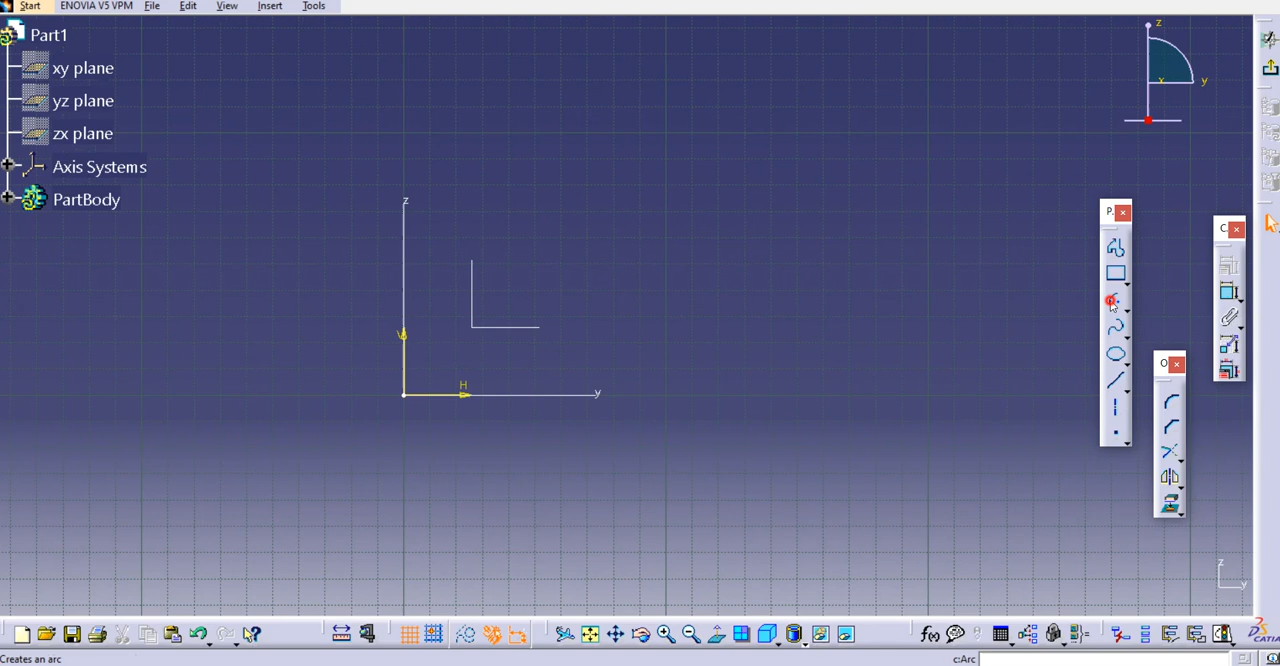 Start ENOVIA V5 VPM File Edit View Insert Tools
Part1
xy plane
yz plane
zx plane
Axis Systems
PartBody
z
x
y
z
V
H
y
P.
C.
O
z
y
f(x)
CATIA
Creates an arc
c:Arc